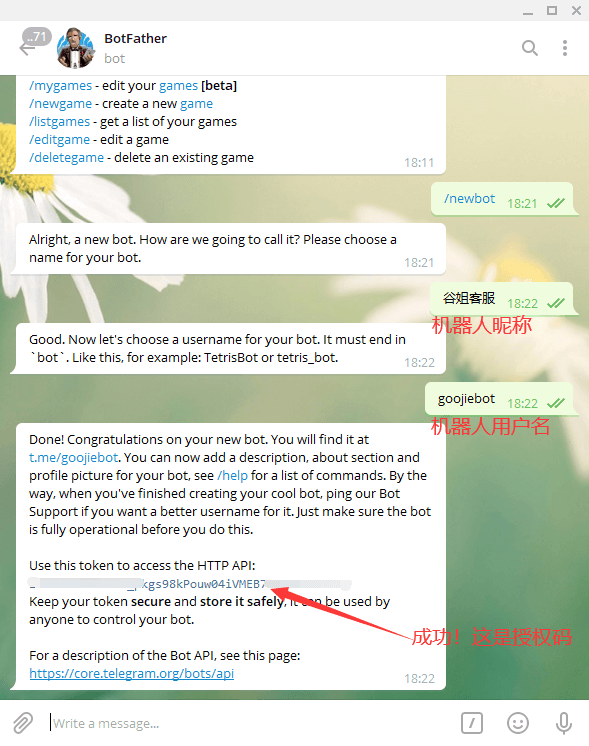 ..71
BotFather
bot
/mygames - edit your games [beta]
/newgame - create a new game
/listgames - get a list of your games
/editgame - edit a game
/deletegame - delete an existing game
18:11
/newbot 18:21
Alright, a new bot. How are we going to call it? Please choose a
name for your bot.
18:21
谷姐客服 18:22
机器人昵称
Good. Now let's choose a username for your bot. It must end in
`bot`. Like this, for example: TetrisBot or tetris_bot.
18:22
goojiebot 18:22
机器人用户名
Done! Congratulations on your new bot. You will find it at
t.me/goojiebot. You can now add a description, about section and
profile picture for your bot, see /help for a list of commands. By the
way, when you've finished creating your cool bot, ping our Bot
Support if you want a better username for it. Just make sure the bot
is fully operational before you do this.
Use this token to access the HTTP API:
Keep your token secure and store it safely, it can be used by
anyone to control your bot.
成功！这是授权码
For a description of the Bot API, see this page:
https://core.telegram.org/bots/api
18:22
Write a message...